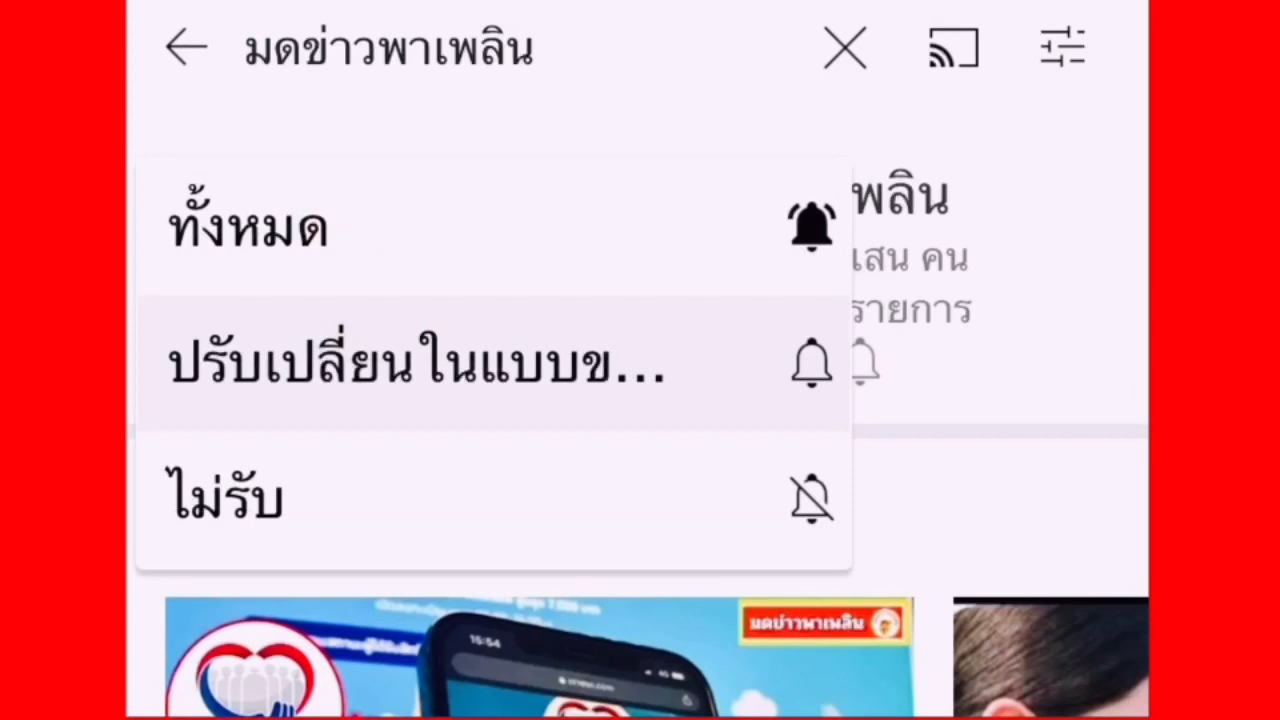 มดข่าวพาเพลิน
ทั้งหมด
พลิน
เสน คน
รายการ
ปรับเปลี่ยนในแบบข...
ไม่รับ
มดข่าวพาเพลิน
15:54
4G